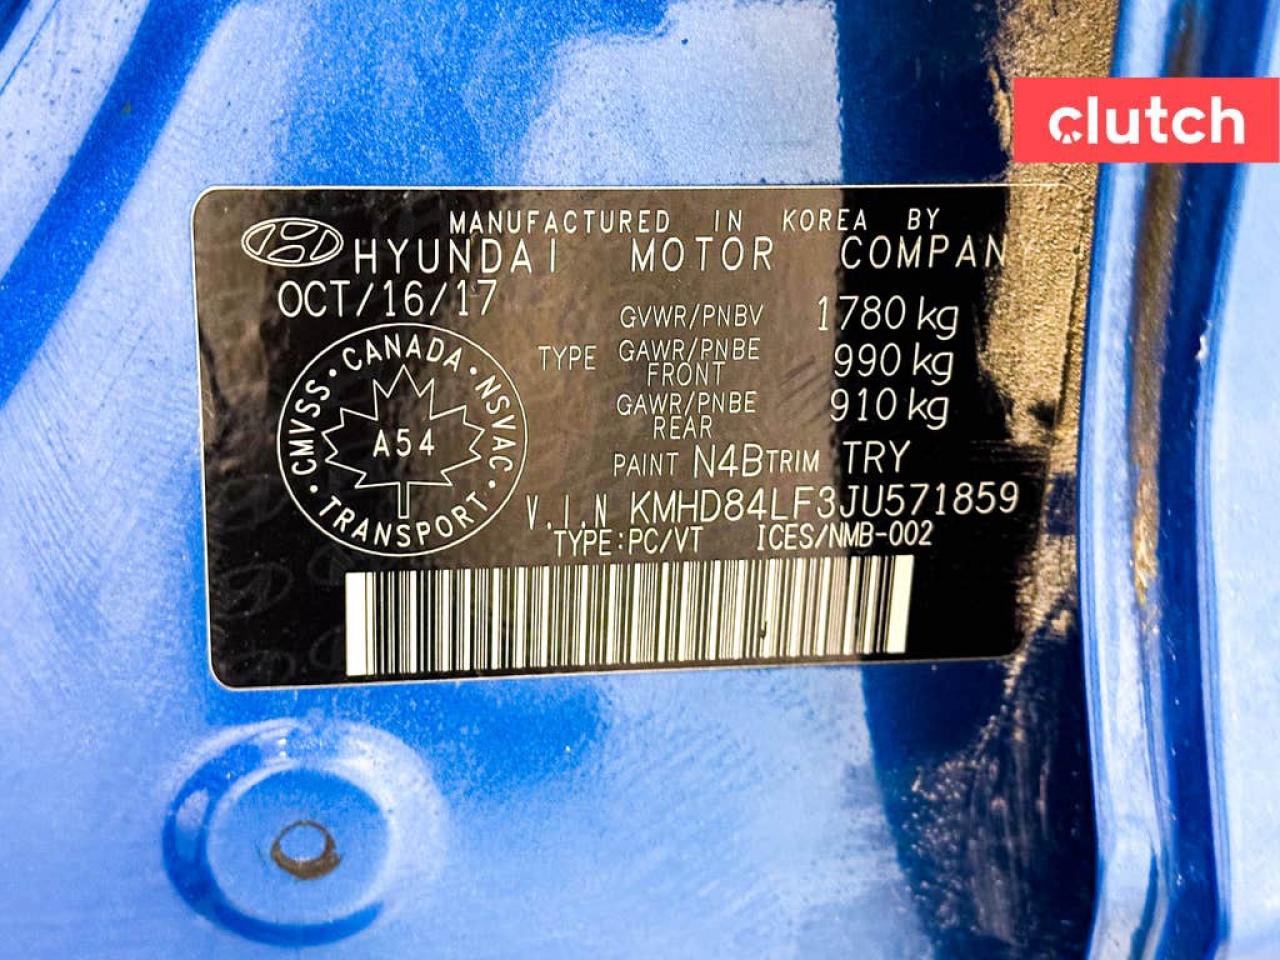 clutch
MANUFACTURED IN KOREA BY
HYUNDAI MOTOR COMPANY
OCT/16/17
GVWR/PNBV 1780 kg
TYPE GAWR/PNBE FRONT 990 kg
GAWR/PNBE REAR 910 kg
PAINT N4B TRIM TRY
V.I.N KMHD84LF3JU571859
TYPE:PC/VT ICES/NMB-002
CANADA · NSVAC · TRANSPORT · CMVSS ·
A54